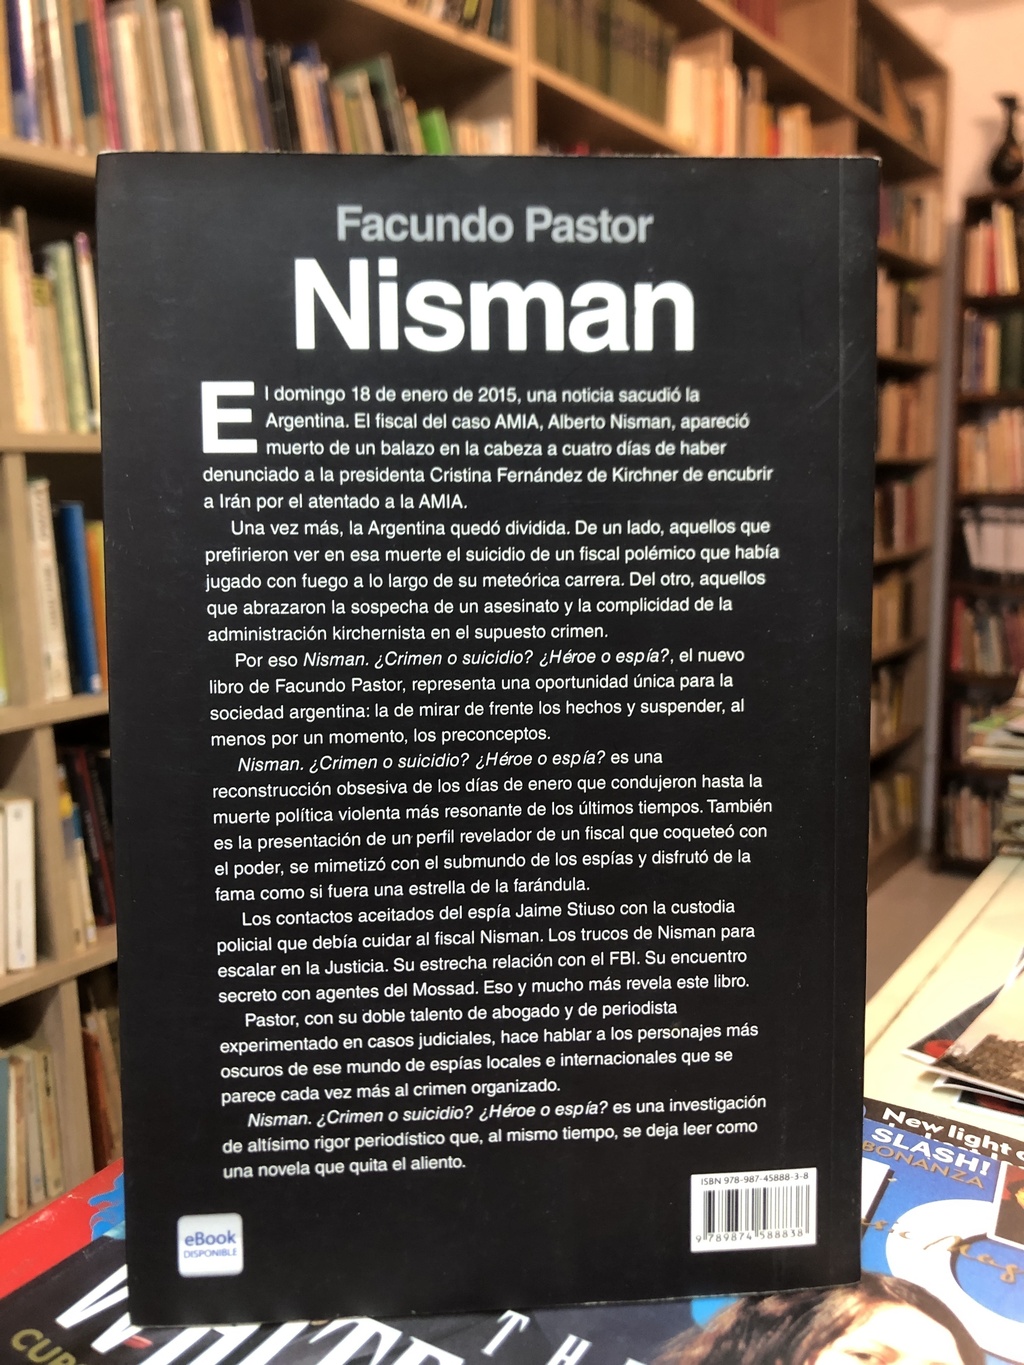 Facundo Pastor
Nisman
El domingo 18 de enero de 2015, una noticia sacudió la
Argentina. El fiscal del caso AMIA, Alberto Nisman, apareció
muerto de un balazo en la cabeza a cuatro días de haber
denunciado a la presidenta Cristina Fernández de Kirchner de encubrir
a Irán por el atentado a la AMIA.
Una vez más, la Argentina quedó dividida. De un lado, aquellos que
prefirieron ver en esa muerte el suicidio de un fiscal polémico que había
jugado con fuego a lo largo de su meteórica carrera. Del otro, aquellos
que abrazaron la sospecha de un asesinato y la complicidad de la
administración kirchernista en el supuesto crimen.
Por eso Nisman. ¿Crimen o suicidio? ¿Héroe o espía?, el nuevo
libro de Facundo Pastor, representa una oportunidad única para la
sociedad argentina: la de mirar de frente los hechos y suspender, al
menos por un momento, los preconceptos.
Nisman. ¿Crimen o suicidio? ¿Héroe o espía? es una
reconstrucción obsesiva de los días de enero que condujeron hasta la
muerte política violenta más resonante de los últimos tiempos. También
es la presentación de un perfil revelador de un fiscal que coqueteó con
el poder, se mimetizó con el submundo de los espías y disfrutó de la
fama como si fuera una estrella de la farándula.
Los contactos aceitados del espía Jaime Stiuso con la custodia
policial que debía cuidar al fiscal Nisman. Los trucos de Nisman para
escalar en la Justicia. Su estrecha relación con el FBI. Su encuentro
secreto con agentes del Mossad. Eso y mucho más revela este libro.
Pastor, con su doble talento de abogado y de periodista
experimentado en casos judiciales, hace hablar a los personajes más
oscuros de ese mundo de espías locales e internacionales que se
parece cada vez más al crimen organizado.
Nisman. ¿Crimen o suicidio? ¿Héroe o espía? es una investigación
de altísimo rigor periodístico que, al mismo tiempo, se deja leer como
una novela que quita el aliento.
ISBN 978-987-45888-3-8
9 789874 588838
eBook
DISPONIBLE
New light
SLASH!
BONANZA
THE